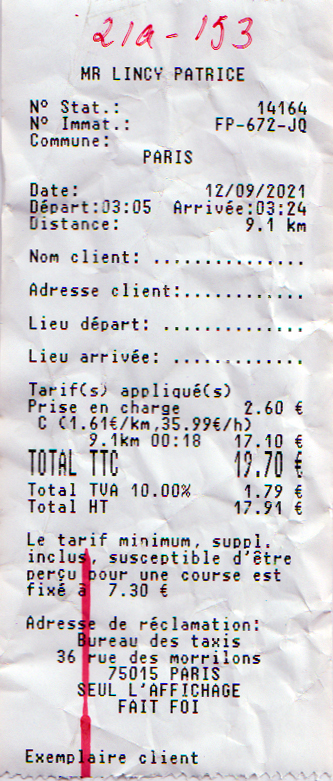 21a-153
MR LINCY PATRICE
N° Stat.: 14164
N° Immat.: FP-672-JQ
Commune:
PARIS
Date: 12/09/2021
Départ:03:05 Arrivée:03:24
Distance: 9.1 km
Nom client: ..............
Adresse client:...........
Lieu départ: .............
Lieu arrivée: ............
Tarif(s) appliqué(s)
Prise en charge 2.60 €
C (1.61€/km,35.99€/h)
9.1km 00:18 17.10 €
TOTAL TTC 19.70 €
Total TVA 10.00% 1.79 €
Total HT 17.91 €
Le tarif minimum, suppl.
inclus, susceptible d'être
perçu pour une course est
fixé à 7.30 €
Adresse de réclamation:
Bureau des taxis
36 rue des morrilons
75015 PARIS
SEUL L'AFFICHAGE
FAIT FOI
Exemplaire client